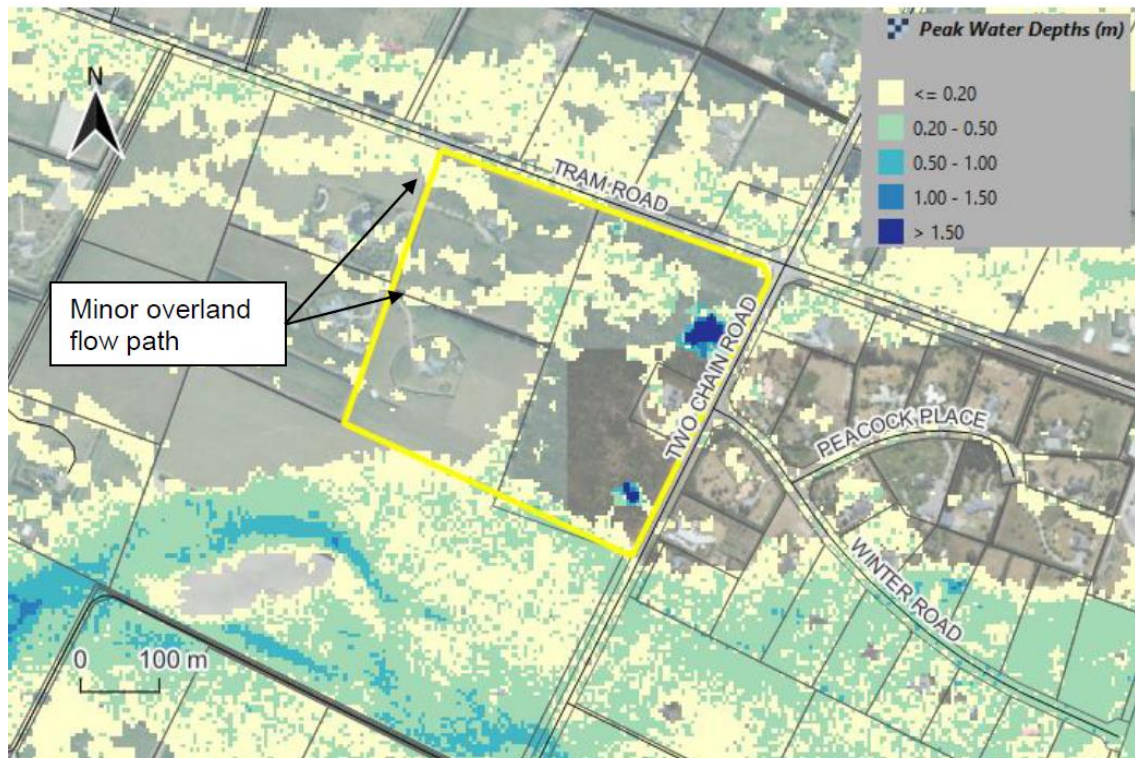 Peak Water Depths (m)
<= 0.20
0.20 - 0.50
0.50 - 1.00
1.00 - 1.50
> 1.50
N
TRAM ROAD
Minor overland
flow path
TWO CHAIN ROAD
PEACOCK PLACE
WINTER ROAD
0 100 m